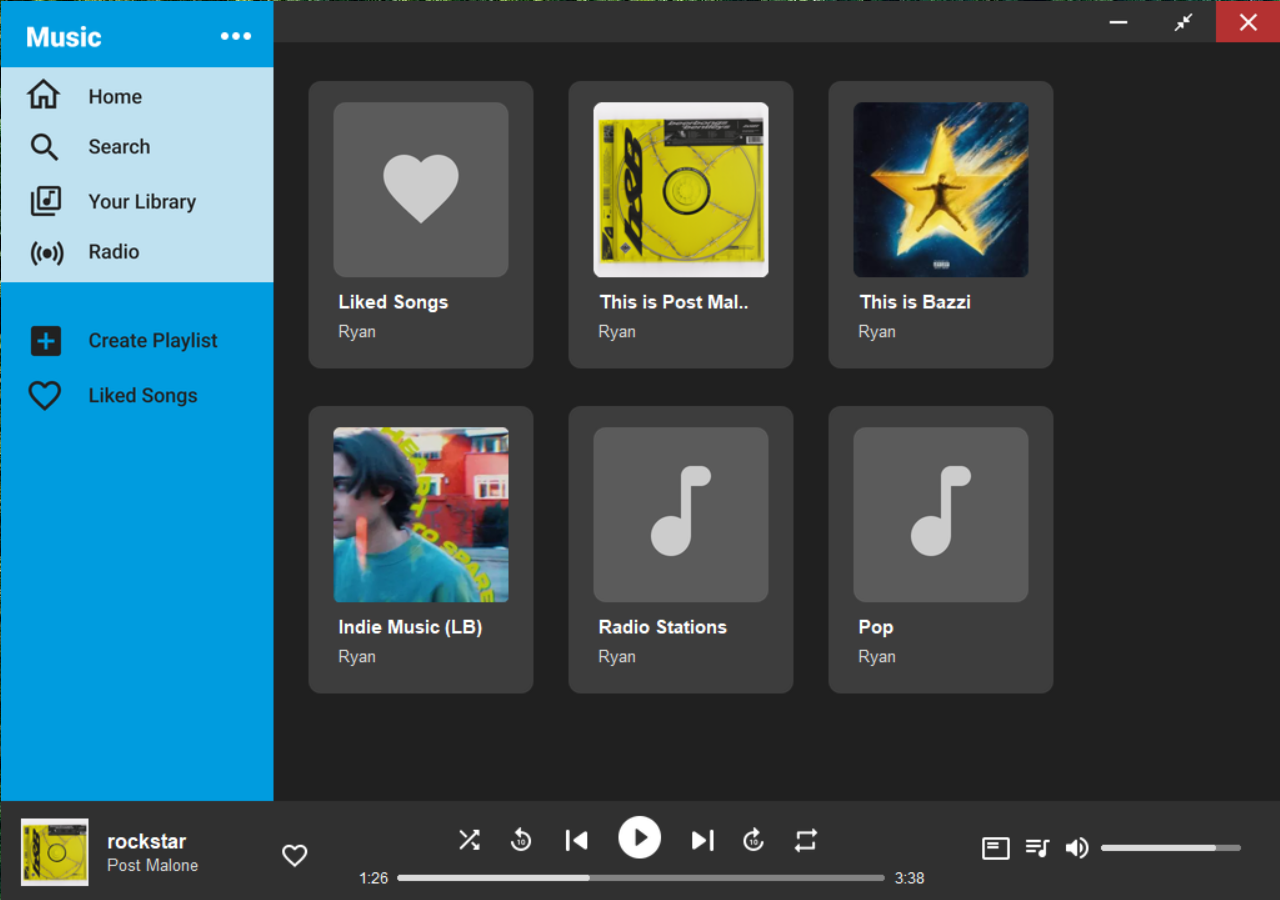 Music
Home
Search
Your Library
Radio
Create Playlist
Liked Songs
Liked Songs
Ryan
This is Post Mal..
Ryan
This is Bazzi
Ryan
TO SPARE
Indie Music (LB)
Ryan
Radio Stations
Ryan
Pop
Ryan
rockstar
Post Malone
10
10
1:26
3:38